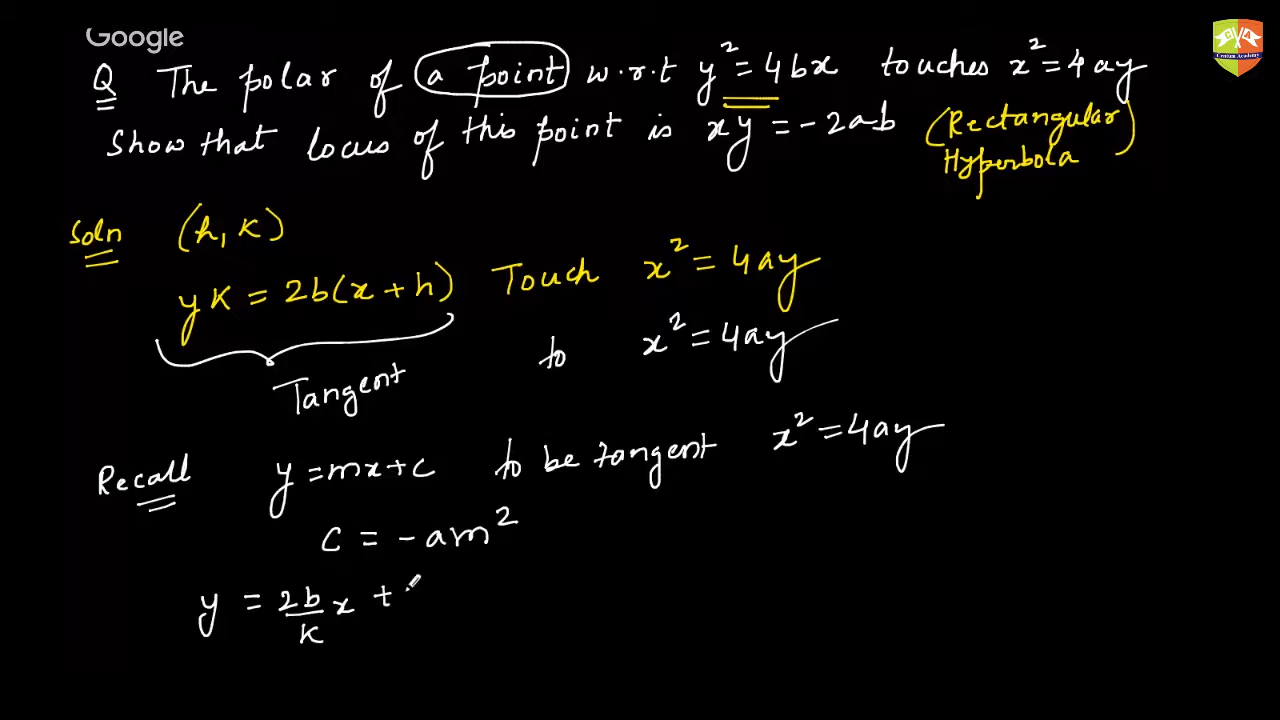 Google
Q The polar of a point w.r.t y² = 4bx touches x² = 4ay
Show that locus of this point is xy = -2ab (Rectangular
Hyperbola)
Soln (h, k)
yk = 2b(x + h) Touch x² = 4ay
Tangent to x² = 4ay
Recall y = mx + c to be tangent x² = 4ay
c = -am²
y = 2b/k x +